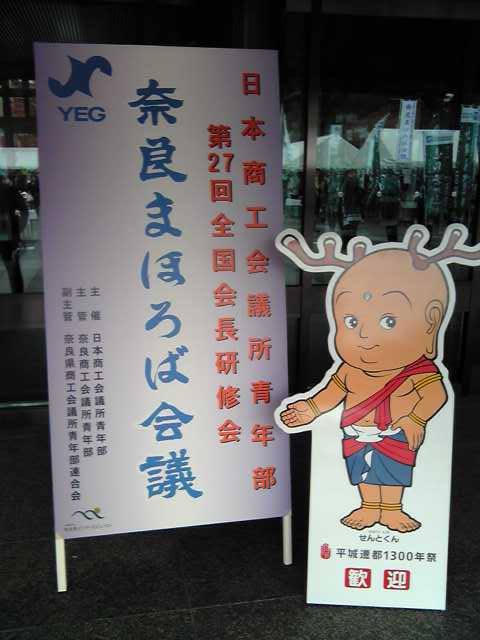 YEG
日本商工会議所青年部
第27回全国会長研修会
奈良まほろば会議
主催 日本商工会議所青年部
主管 奈良商工会議所青年部
副主管 奈良県商工会議所青年部連合会
せんとくん
平城遷都1300年祭
歓迎